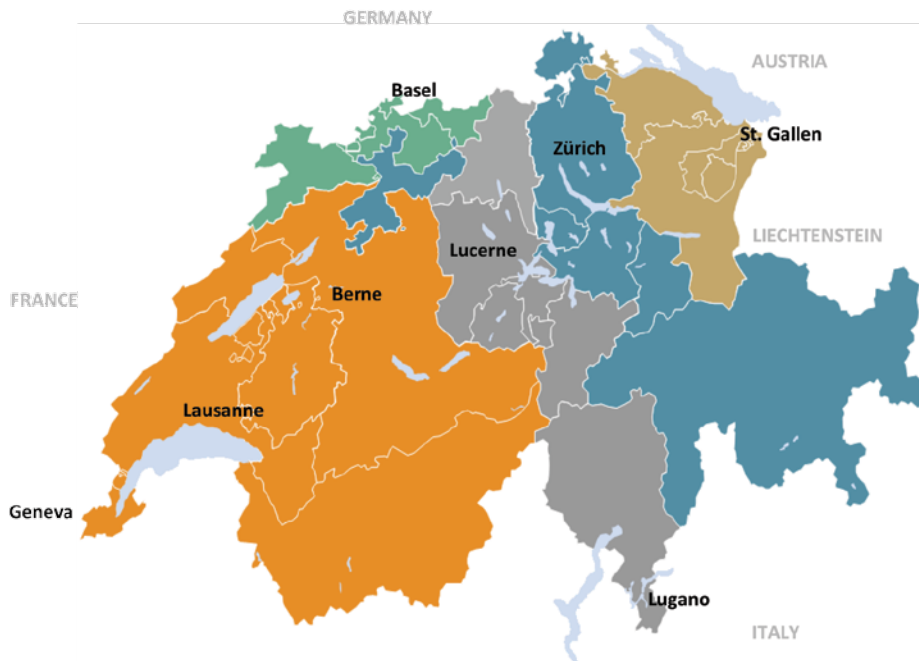 GERMANY
AUSTRIA
Basel
St. Gallen
Zürich
LIECHTENSTEIN
Lucerne
FRANCE
Berne
Lausanne
Geneva
Lugano
ITALY